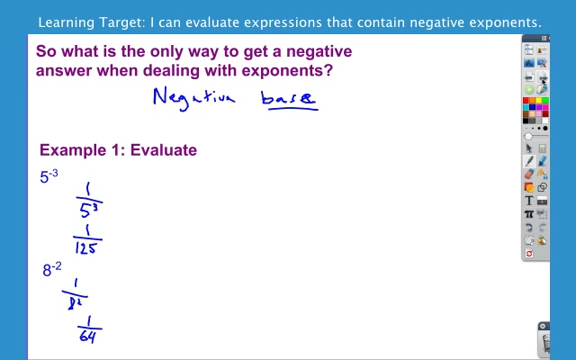 Learning Target: I can evaluate expressions that contain negative exponents.
So what is the only way to get a negative
answer when dealing with exponents?
Negative base
Example 1: Evaluate
5⁻³
1
5³
1
125
8⁻²
1
8²
1
64
T
π